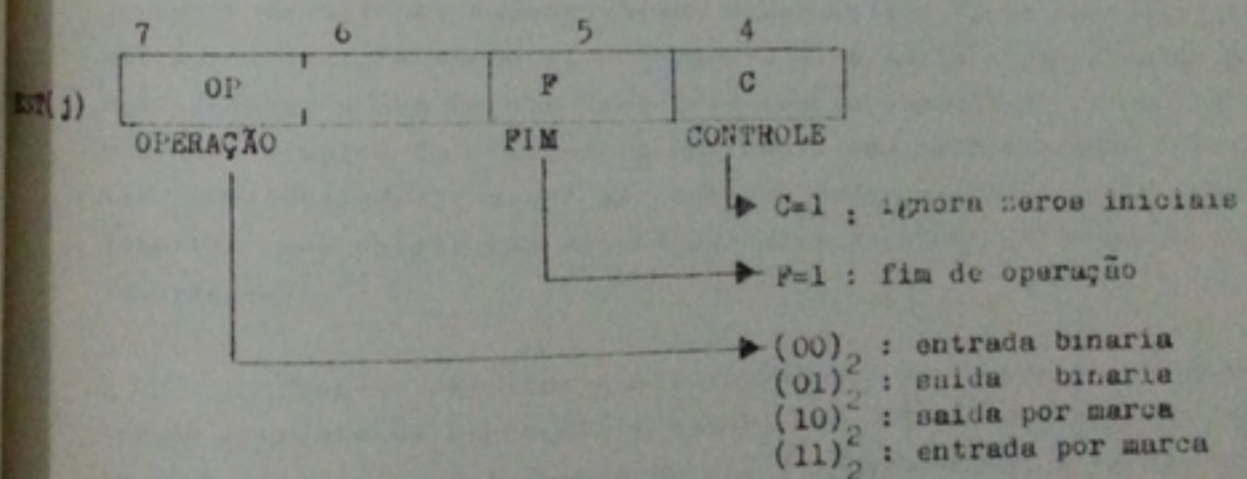 7 6 5 4
EST(j) OP F C
OPERAÇÃO FIM CONTROLE
C=1 : ignora zeros iniciais
F=1 : fim de operação
(00)2 : entrada binaria
(01)2 : saida binaria
(10)2 : saida por marca
(11)2 : entrada por marca